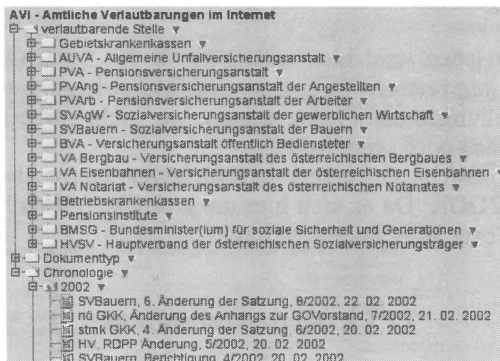 AVI - Amtliche Verlautbarungen im Internet
verlautbarende Stelle
Gebietskrankenkassen
AUVA - Allgemeine Unfallversicherungsanstalt
PVA - Pensionsversicherungsanstalt
PVAng - Pensionsversicherungsanstalt der Angestellten
PVArb - Pensionsversicherungsanstalt der Arbeiter
SVAgW - Sozialversicherungsanstalt der gewerblichen Wirtschaft
SVBauern - Sozialversicherungsanstalt der Bauern
BVA - Versicherungsanstalt öffentlich Bediensteter
VA Bergbau - Versicherungsanstalt des österreichischen Bergbaues
VA Eisenbahnen - Versicherungsanstalt der österreichischen Eisenbahnen
VA Notariat - Versicherungsanstalt des österreichischen Notariates
Betriebskrankenkassen
Pensionsinstitute
BMSG - Bundesminister(ium) für soziale Sicherheit und Generationen
HVSV - Hauptverband der österreichischen Sozialversicherungsträger
Dokumenttyp
Chronologie
2002
SVBauern, 6. Änderung der Satzung, 8/2002, 22. 02. 2002
nö GKK, Änderung des Anhangs zur GOVorstand, 7/2002, 21. 02. 2002
stmk GKK, 4. Änderung der Satzung, 6/2002, 20. 02. 2002
HV, RDPP Änderung, 5/2002, 20. 02. 2002
SVBauern, Berichtigung, 4/2002, 20. 02. 2002